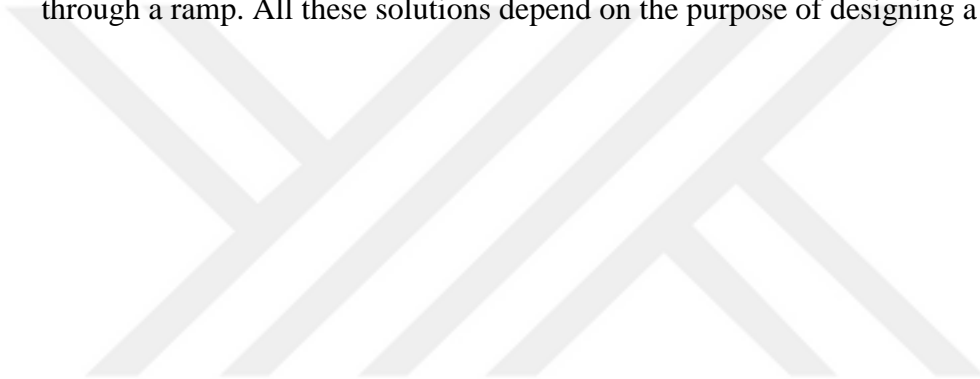 through a ramp. All these solutions depend on the purpose of designing a